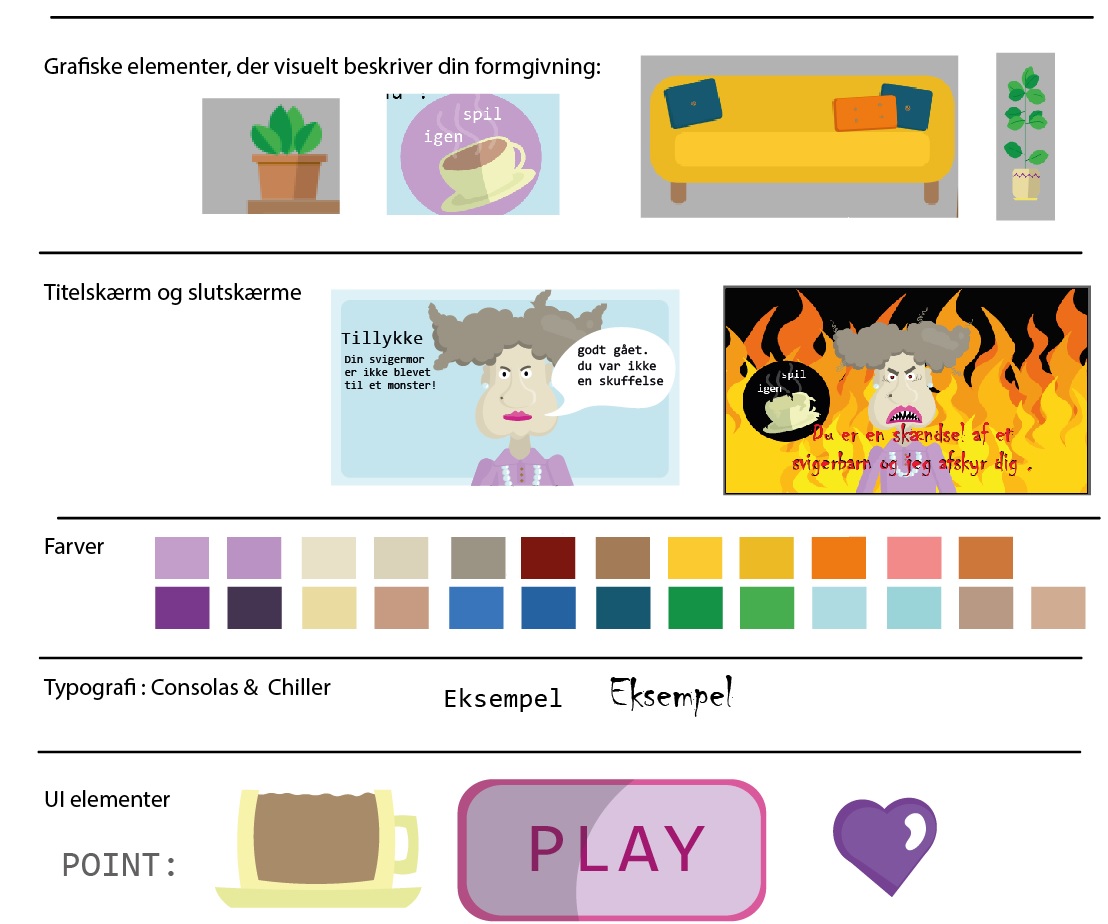 Grafiske elementer, der visuelt beskriver din formgivning:
spil
igen
Titelskærm og slutskærme
Tillykke
Din svigermor
er ikke blevet
til et monster!
godt gået.
du var ikke
en skuffelse
spil
igen
Du er en skændsel af et
svigerbarn og jeg afskyr dig .
Farver
Typografi : Consolas & Chiller
Eksempel
Eksempel
UI elementer
POINT:
PLAY